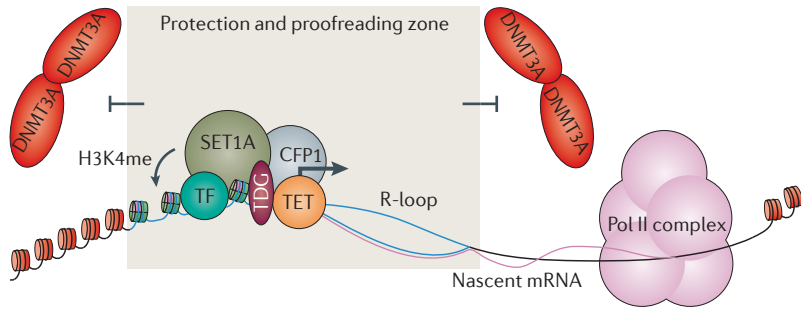 Protection and proofreading zone
DNMT3A
DNMT3A
DNMT3A
DNMT3A
H3K4me
SET1A
CFP1
TF
TDG
TET
R-loop
Pol II complex
Nascent mRNA